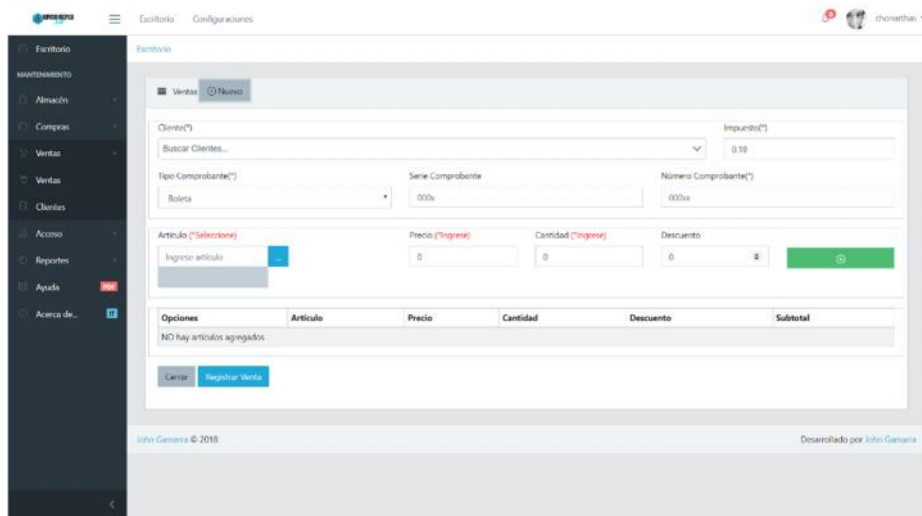 Escritorio Configuraciones
chonarthas
Escritorio
MANTENIMIENTO
Almacén
Compras
Ventas
Ventas
Clientes
Acceso
Reportes
Ayuda PDF
Acerca de... IT
Escritorio
Ventas Nuevo
Cliente(*) Impuesto(*)
Buscar Clientes... 0.18
Tipo Comprobante(*) Serie Comprobante Número Comprobante(*)
Boleta 000x 000xx
Artículo (*Seleccione) Precio (*Ingrese) Cantidad (*Ingrese) Descuento
Ingrese artículo ... 0 0 0
Opciones Artículo Precio Cantidad Descuento Subtotal
NO hay artículos agregados
Cerrar Registrar Venta
John Gamarra © 2018 Desarrollado por John Gamarra